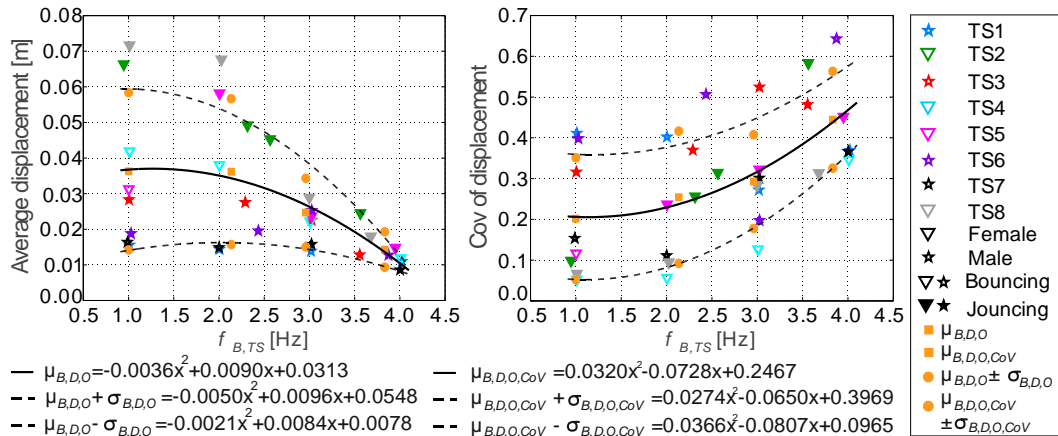 Average displacement [m]
0.08
0.07
0.06
0.05
0.04
0.03
0.02
0.01
0.00
0.5 1.0 1.5 2.0 2.5 3.0 3.5 4.0 4.5
f B,TS [Hz]
Cov of displacement
0.7
0.6
0.5
0.4
0.3
0.2
0.1
0.0
0.5 1.0 1.5 2.0 2.5 3.0 3.5 4.0 4.5
f B,TS [Hz]
TS1
TS2
TS3
TS4
TS5
TS6
TS7
TS8
Female
Male
Bouncing
Jouncing
μB,D,O
μB,D,O,CoV
μB,D,O± σB,D,O
μB,D,O,CoV
±σB,D,O,CoV
μB,D,O=-0.0036x²+0.0090x+0.0313
μB,D,O+ σB,D,O =-0.0050x²+0.0096x+0.0548
μB,D,O- σB,D,O =-0.0021x²+0.0084x+0.0078
μB,D,O,CoV =0.0320x²-0.0728x+0.2467
μB,D,O,CoV + σB,D,O,CoV =0.0274x²-0.0650x+0.3969
μB,D,O,CoV - σB,D,O,CoV =0.0366x²-0.0807x+0.0965